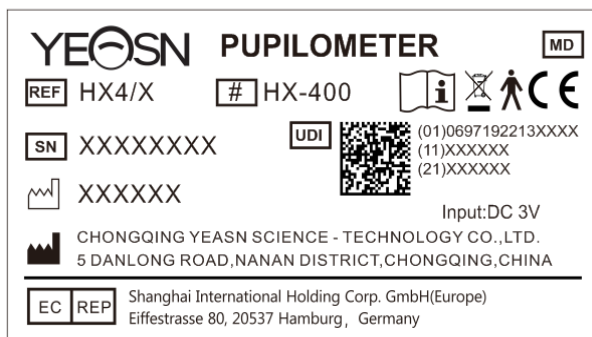 YEASN PUPILOMETER MD
REF HX4/X # HX-400 i CE
SN XXXXXXXX UDI (01)0697192213XXXX
(11)XXXXXX
(21)XXXXXX
XXXXXX
Input:DC 3V
CHONGQING YEASN SCIENCE - TECHNOLOGY CO.,LTD.
5 DANLONG ROAD,NANAN DISTRICT,CHONGQING,CHINA
EC REP Shanghai International Holding Corp. GmbH(Europe)
Eiffestrasse 80, 20537 Hamburg, Germany